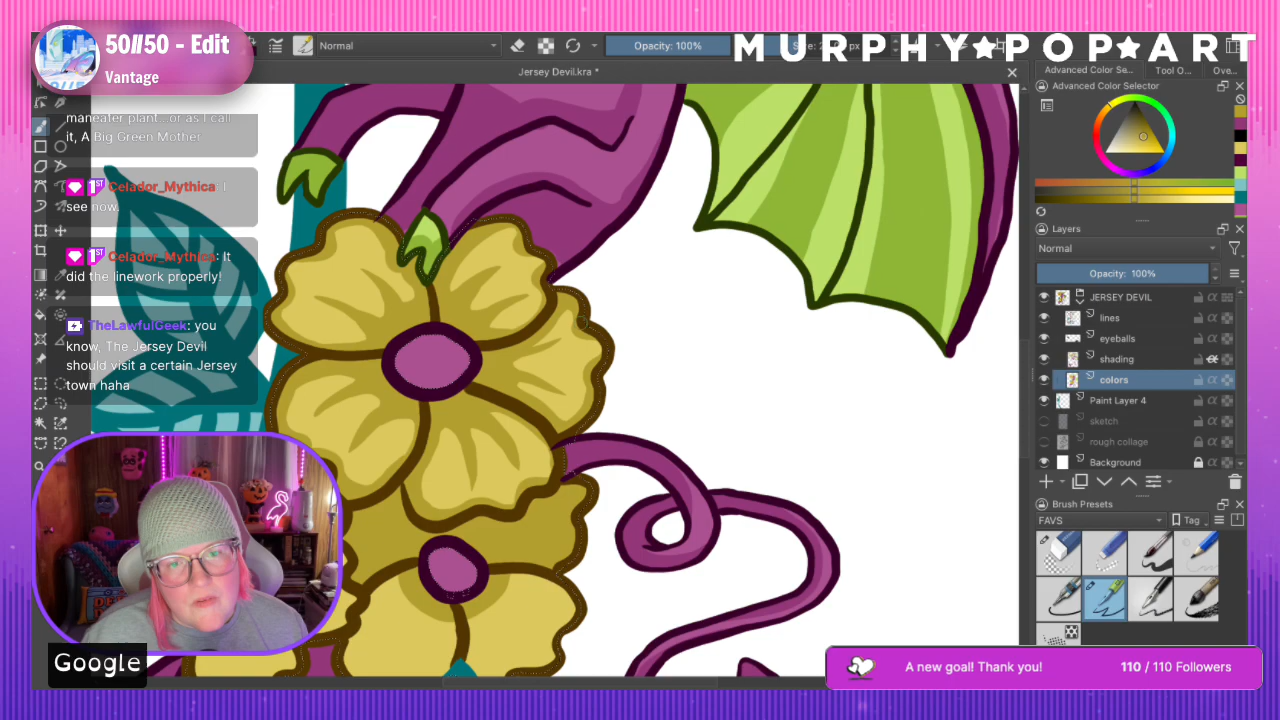 50//50 - Edit
Vantage
MURPHY★POP★ART
Normal
Opacity: 100%
Jersey Devil.kra *
Advanced Color Se...
Tool O...
Ove...
Advanced Color Selector
Layers
Normal
Opacity: 100%
JERSEY DEVIL
lines
eyeballs
shading
colors
Paint Layer 4
sketch
rough collage
Background
Brush Presets
FAVS
Tag
maneater plant...or as I call
it, A Big Green Mother
1ST Celador_Mythica: I
see now.
1ST Celador_Mythica: It
did the linework properly!
TheLawfulGeek: you
know, The Jersey Devil
should visit a certain Jersey
town haha
Google
A new goal! Thank you!
110 / 110 Followers